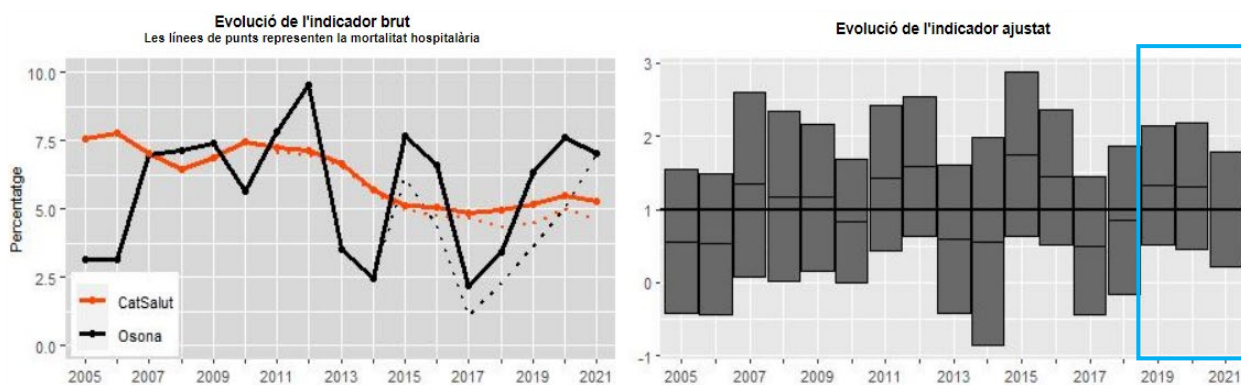 Evolució de l'indicador brut
Les línees de punts representen la mortalitat hospitalària
Percentatge
10.0
7.5
5.0
2.5
0.0
CatSalut
Osona
2005 2007 2009 2011 2013 2015 2017 2019 2021
Evolució de l'indicador ajustat
3
2
1
0
-1
2005 2007 2009 2011 2013 2015 2017 2019 2021